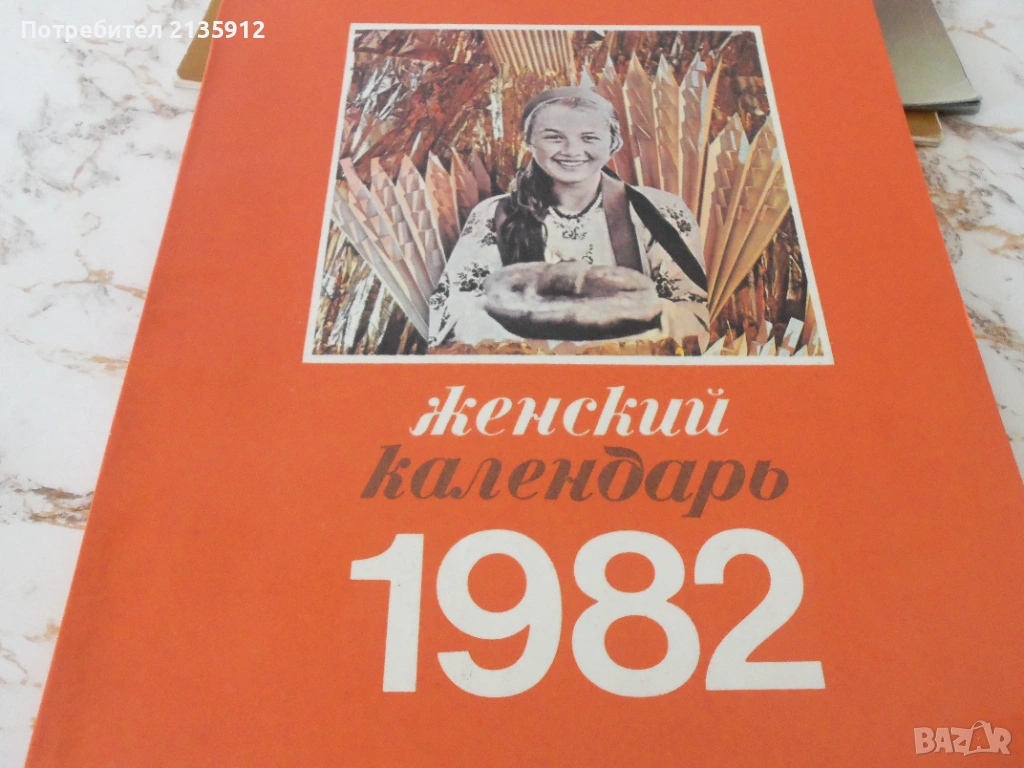 Потребител 2135912
женский
календарь
1982
BAZAR